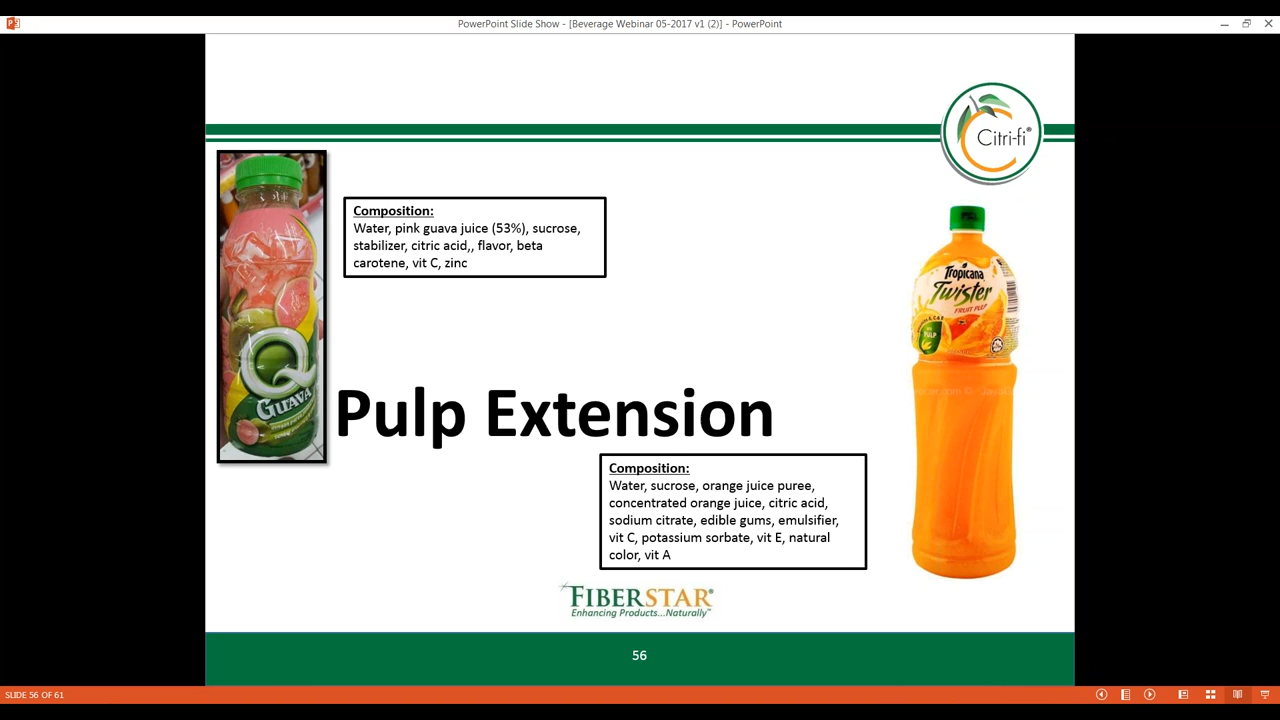 PowerPoint Slide Show - [Beverage Webinar 05-2017 v1 (2)] - PowerPoint
Citri-fi®
Composition:
Water, pink guava juice (53%), sucrose,
stabilizer, citric acid,, flavor, beta
carotene, vit C, zinc
Q
GUAVA
Tropicana
Twister
FRUIT PULP
PULP
Pulp Extension
Composition:
Water, sucrose, orange juice puree,
concentrated orange juice, citric acid,
sodium citrate, edible gums, emulsifier,
vit C, potassium sorbate, vit E, natural
color, vit A
FIBERSTAR®
Enhancing Products...Naturally™
56
SLIDE 56 OF 61